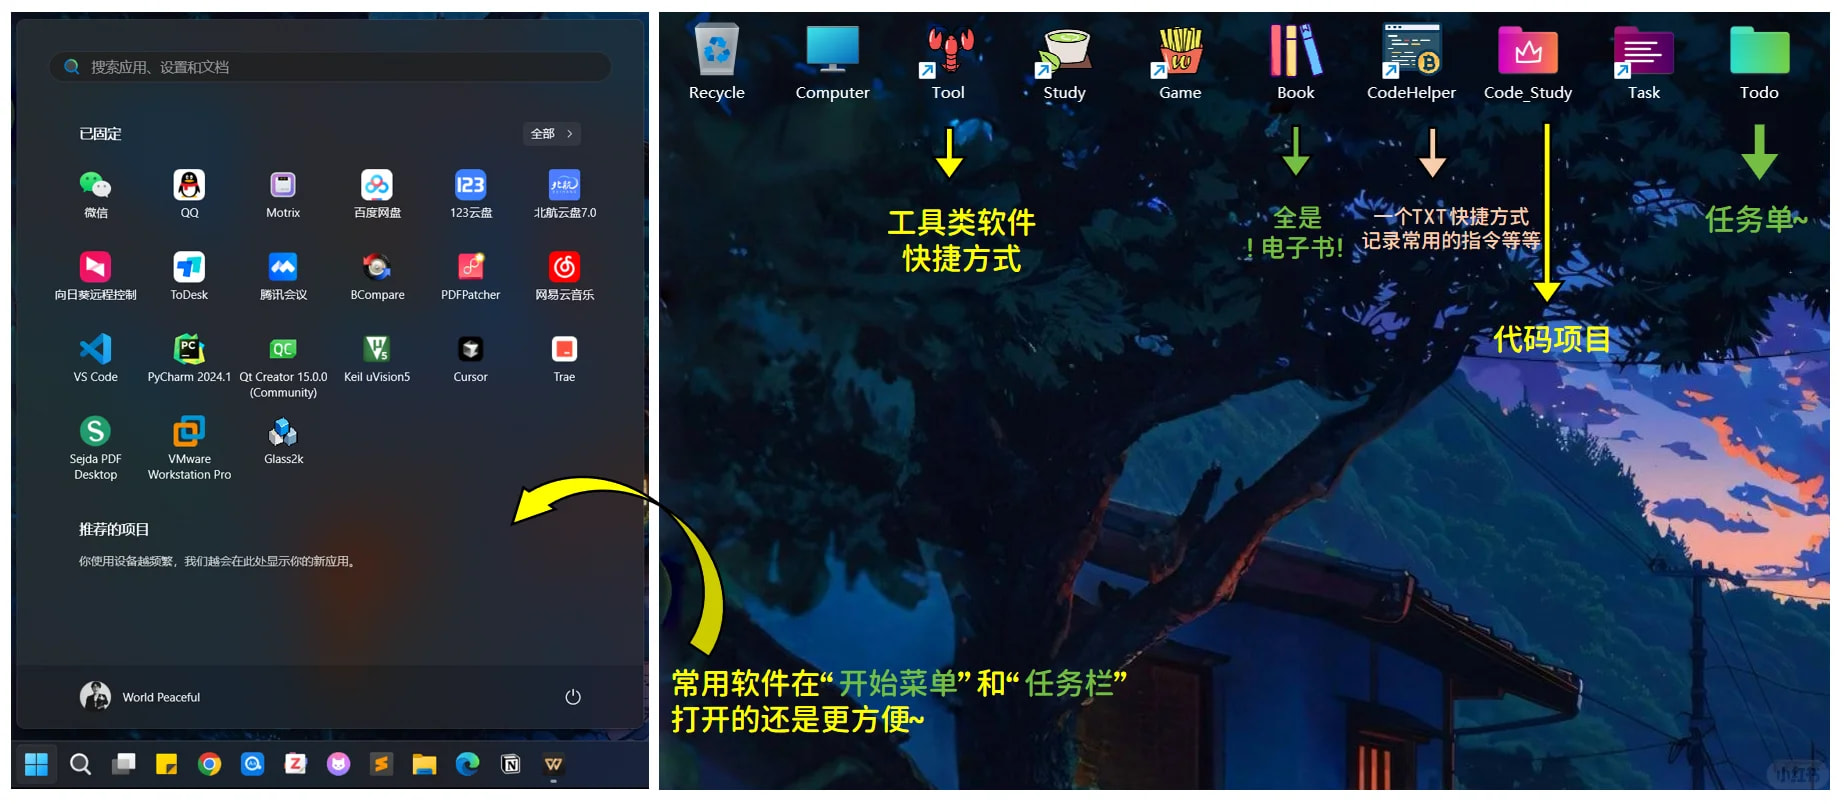 搜索应用、设置和文档
已固定
全部
微信
QQ
Motrix
百度网盘
123云盘
北航云盘7.0
向日葵远程控制
ToDesk
腾讯会议
BCompare
PDFPatcher
网易云音乐
VS Code
PyCharm 2024.1
Qt Creator 15.0.0
(Community)
Keil uVision5
Cursor
Trae
Sejda PDF
Desktop
VMware
Workstation Pro
Glass2k
推荐的项目
你使用设备越频繁，我们越会在此处显示你的新应用。
World Peaceful
Recycle
Computer
Tool
Study
Game
Book
CodeHelper
Code_Study
Task
Todo
工具类软件
快捷方式
全是
！电子书!
一个TXT快捷方式
记录常用的指令等等
代码项目
任务单~
常用软件在“开始菜单”和“任务栏”
打开的还是更方便~
小红书